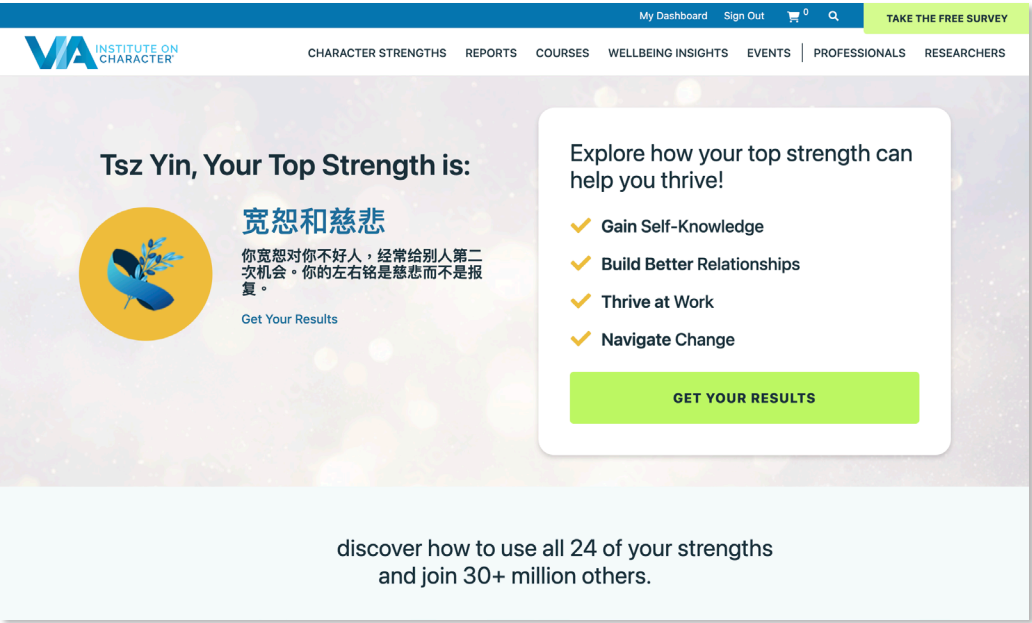 My Dashboard Sign Out 0 TAKE THE FREE SURVEY
VIA INSTITUTE ON
CHARACTER®
CHARACTER STRENGTHS REPORTS COURSES WELLBEING INSIGHTS EVENTS PROFESSIONALS RESEARCHERS
Tsz Yin, Your Top Strength is:
宽恕和慈悲
你宽恕对你不好人，经常给别人第二
次机会。你的左右铭是慈悲而不是报
复。
Get Your Results
Explore how your top strength can
help you thrive!
Gain Self-Knowledge
Build Better Relationships
Thrive at Work
Navigate Change
GET YOUR RESULTS
discover how to use all 24 of your strengths
and join 30+ million others.